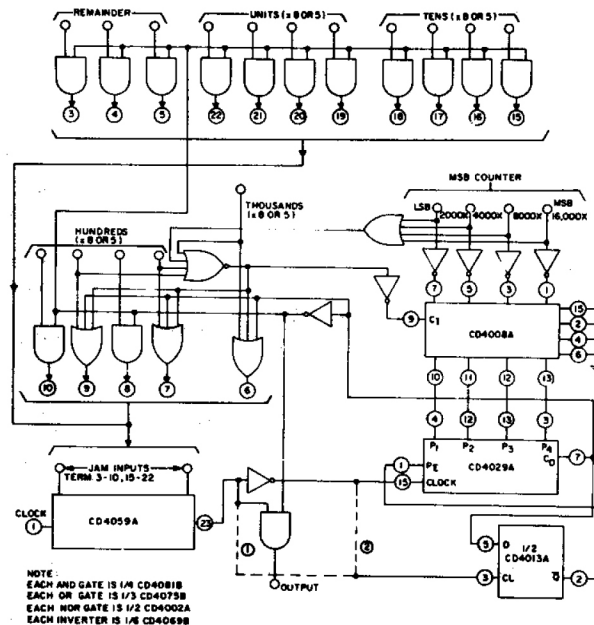 REMAINDER
UNITS (x 8 OR 5)
TENS (x 8 OR 5)
3 4 5 22 21 20 19 18 17 16 15
MSB COUNTER
THOUSANDS
(x 8 OR 5)
LSB 2000X 4000X 8000X MSB
16,000X
HUNDREDS
(x 8 OR 5)
7 5 3 1
9 C1
CD4008A
15
2
4
6
10 9 8 7 6
10 11 12 13
4 12 13 3
P1 P2 P3 P4
JAM INPUTS
TERM. 3-10, 15-22
1 PE
CO 7
CD4029A
15 CLOCK
CLOCK
1
CD4059A
23
1
2
5 D
1/2
CD4013A
3 CL
Q 2
OUTPUT
NOTE:
EACH AND GATE IS 1/4 CD4081B
EACH OR GATE IS 1/3 CD4075B
EACH NOR GATE IS 1/2 CD4002A
EACH INVERTER IS 1/6 CD4069B